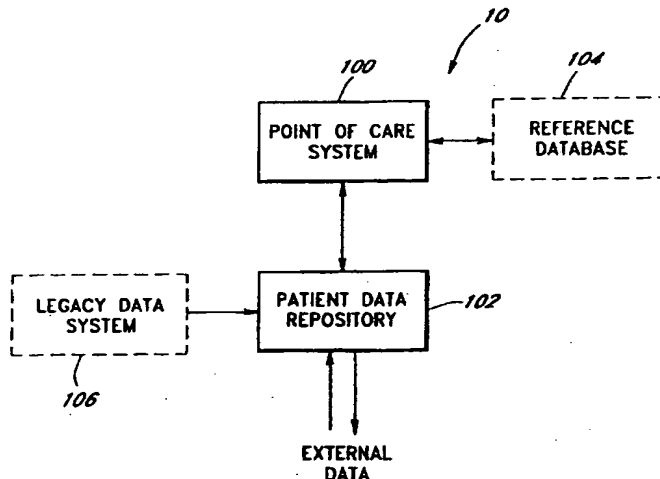 10
100
104
POINT OF CARE
SYSTEM
REFERENCE
DATABASE
LEGACY DATA
SYSTEM
PATIENT DATA
REPOSITORY
102
106
EXTERNAL
DATA